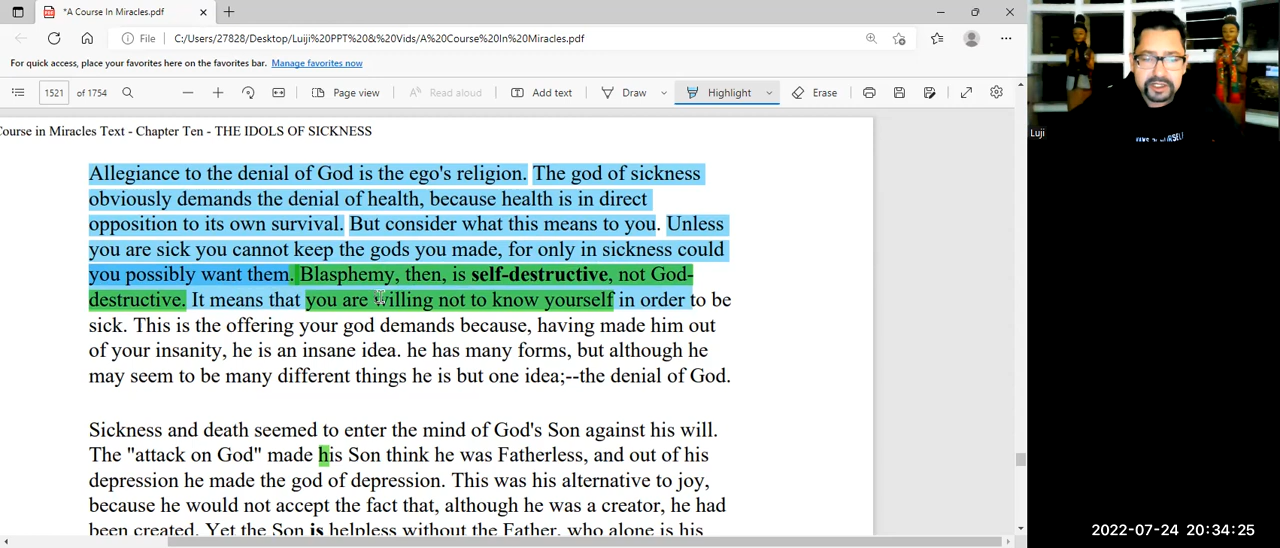 *A Course In Miracles.pdf
File
C:/Users/27828/Desktop/Luiji%20PPT%20&%20Vids/A%20Course%20In%20Miracles.pdf
For quick access, place your favorites here on the favorites bar. Manage favorites now
1521 of 1754 Page view Read aloud Add text Draw Highlight Erase
Course in Miracles Text - Chapter Ten - THE IDOLS OF SICKNESS
Allegiance to the denial of God is the ego's religion. The god of sickness
obviously demands the denial of health, because health is in direct
opposition to its own survival. But consider what this means to you. Unless
you are sick you cannot keep the gods you made, for only in sickness could
you possibly want them. Blasphemy, then, is self-destructive, not God-
destructive. It means that you are willing not to know yourself in order to be
sick. This is the offering your god demands because, having made him out
of your insanity, he is an insane idea. he has many forms, but although he
may seem to be many different things he is but one idea;--the denial of God.
Sickness and death seemed to enter the mind of God's Son against his will.
The "attack on God" made his Son think he was Fatherless, and out of his
depression he made the god of depression. This was his alternative to joy,
because he would not accept the fact that, although he was a creator, he had
been created. Yet the Son is helpless without the Father, who alone is his
Luji
2022-07-24 20:34:25